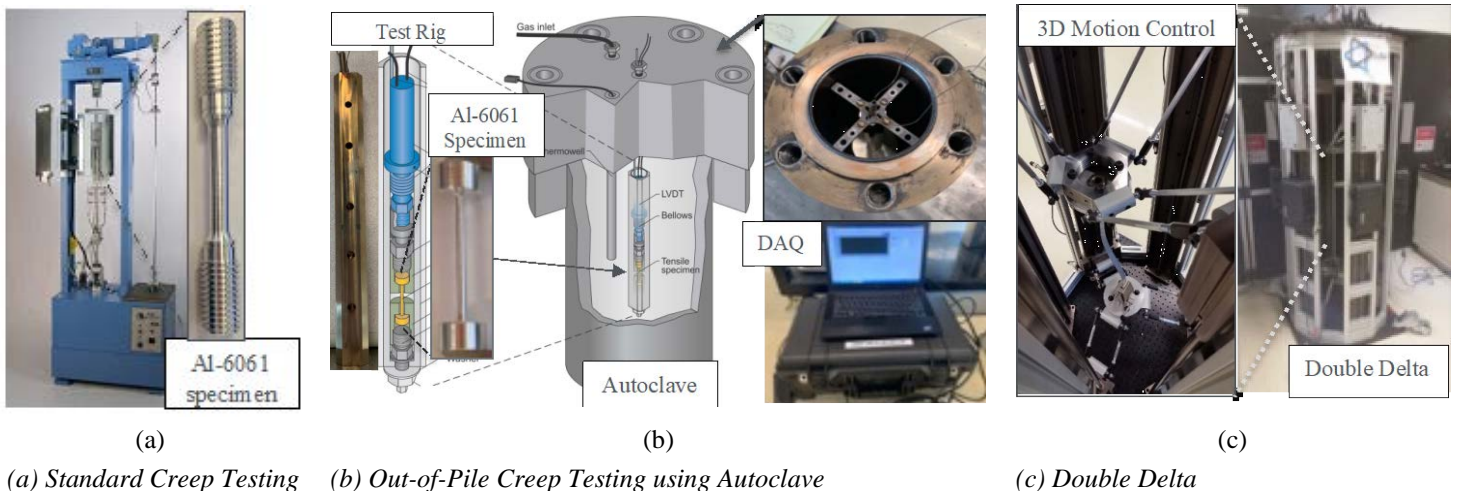 Test Rig
Gas inlet
3D Motion Control
Al-6061
Specimen
hermowell
LVDT
Bellows
DAQ
Tensile
specimen
Al-6061
specimen
Autoclave
Double Delta
(a)
(b)
(c)
(a) Standard Creep Testing
(b) Out-of-Pile Creep Testing using Autoclave
(c) Double Delta